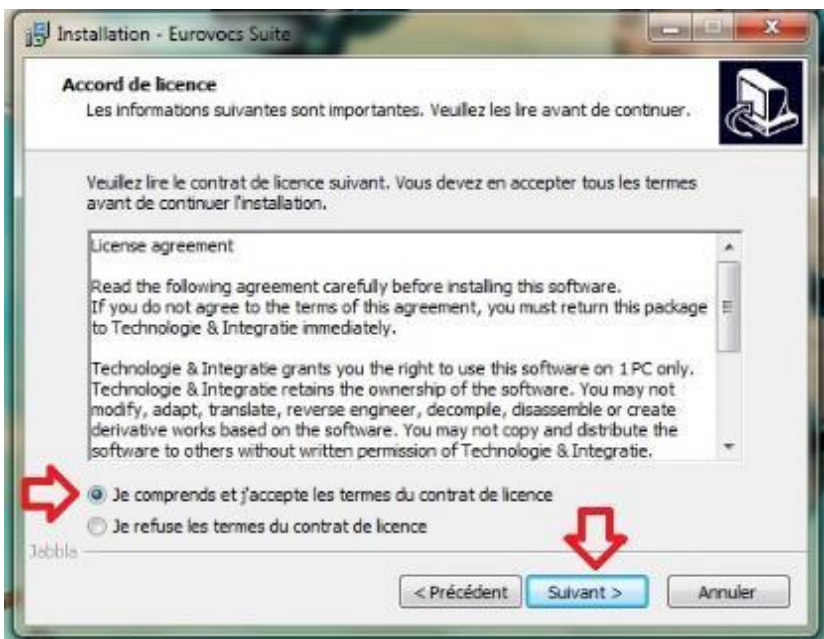 Installation - Eurovocs Suite
Accord de licence
Les informations suivantes sont importantes. Veuillez les lire avant de continuer.
Veuillez lire le contrat de licence suivant. Vous devez en accepter tous les termes
avant de continuer l'installation.
License agreement
Read the following agreement carefully before installing this software.
If you do not agree to the terms of this agreement, you must return this package
to Technologie & Integratie immediately.
Technologie & Integratie grants you the right to use this software on 1 PC only.
Technologie & Integratie retains the ownership of the software. You may not
modify, adapt, translate, reverse engineer, decompile, disassemble or create
derivative works based on the software. You may not copy and distribute the
software to others without written permission of Technologie & Integratie.
Je comprends et j'accepte les termes du contrat de licence
Je refuse les termes du contrat de licence
Jabbla
< Précédent
Suivant >
Annuler